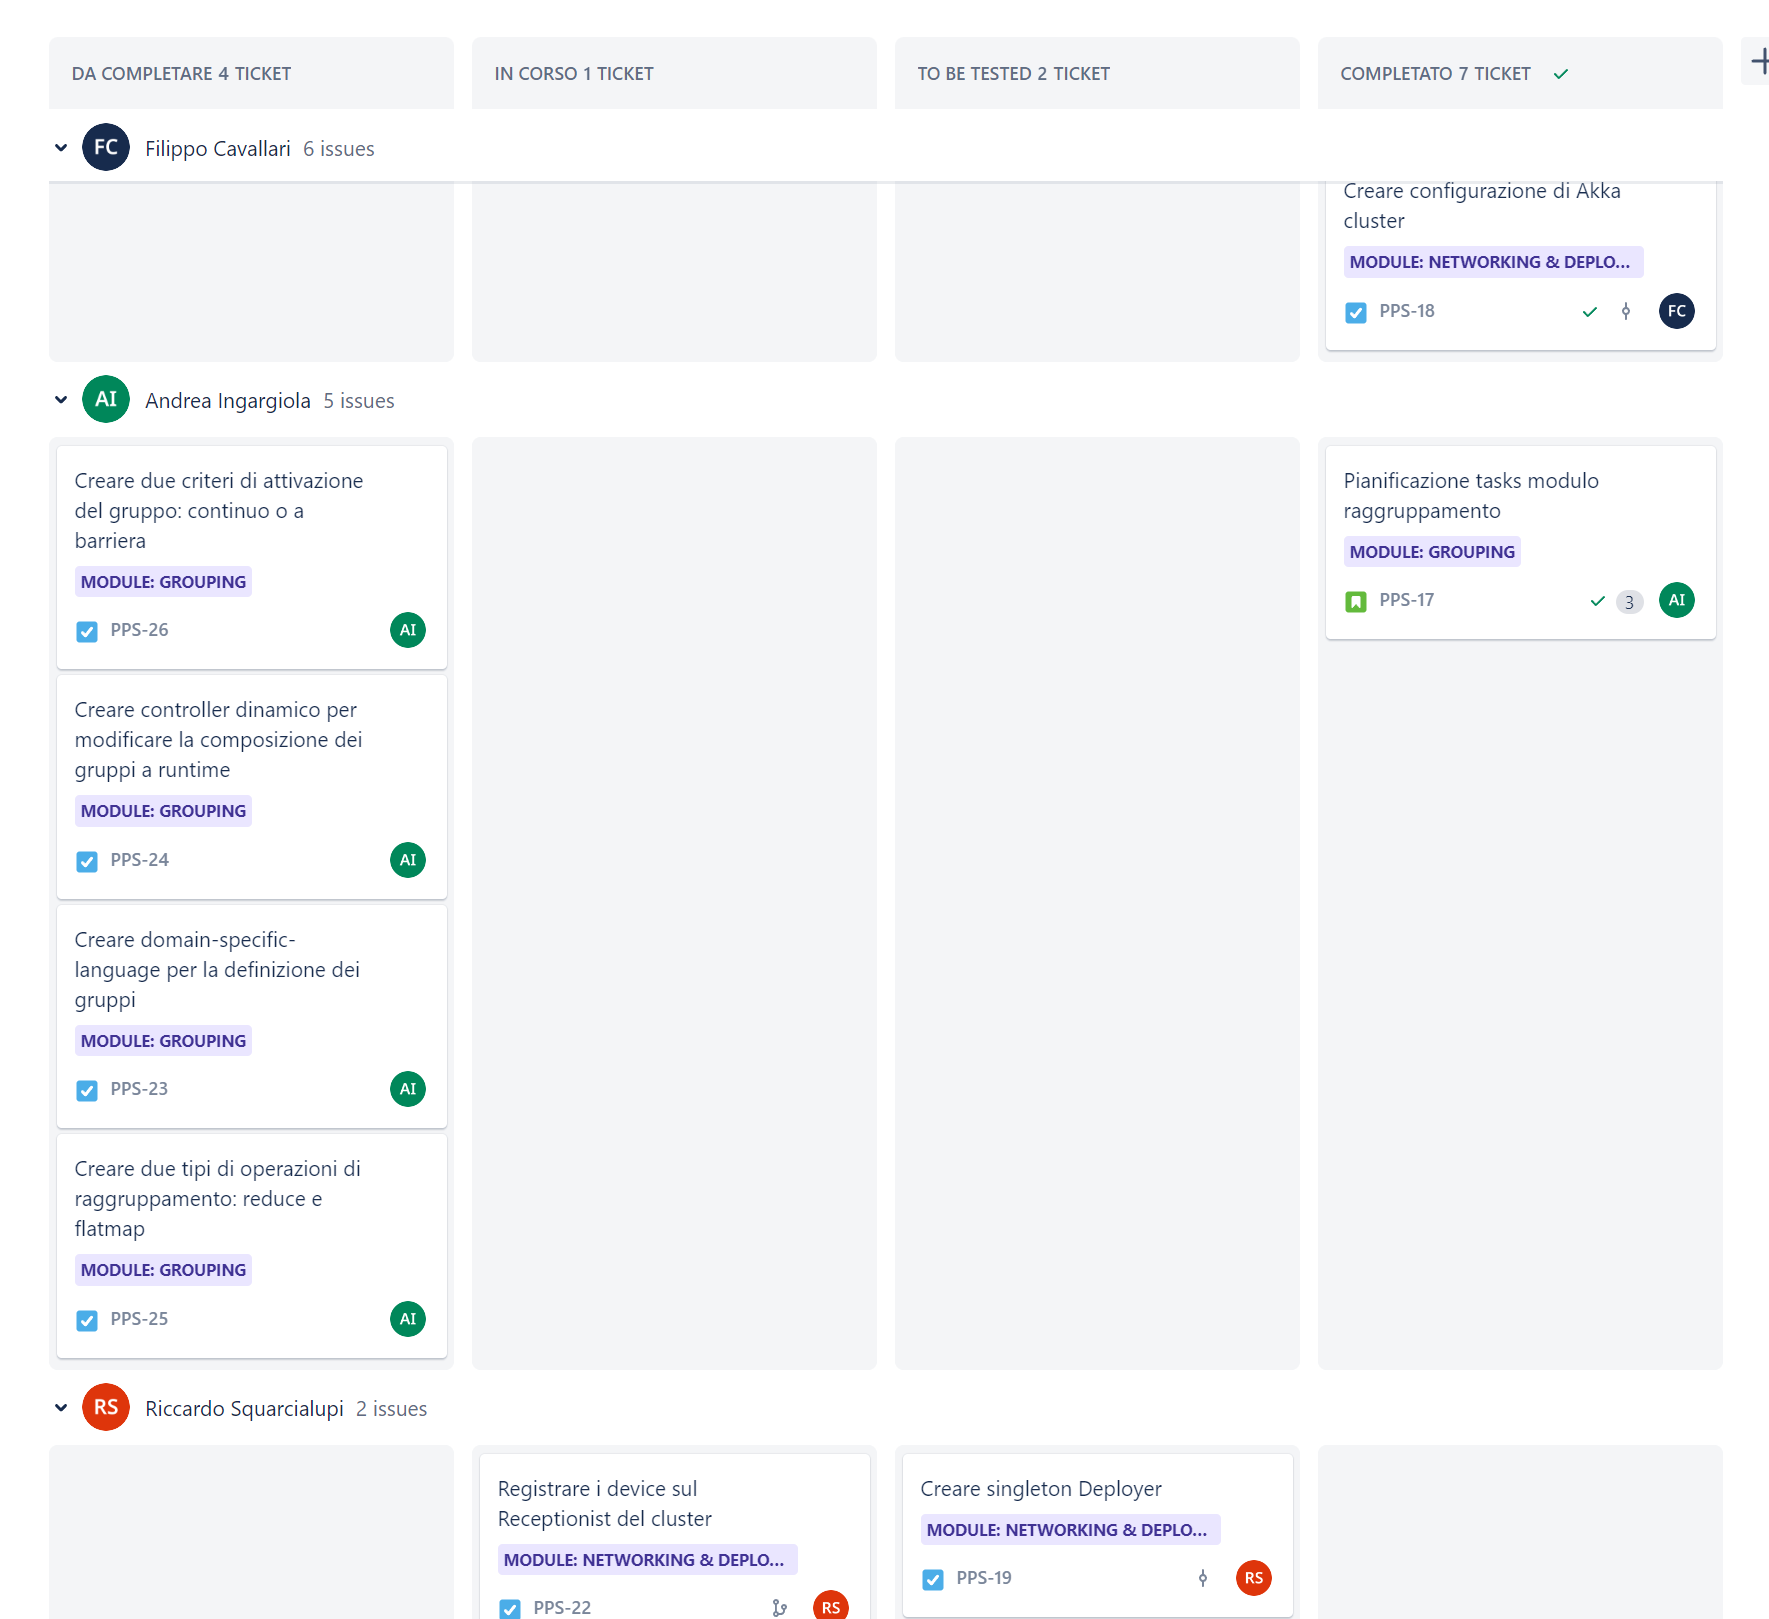 DA COMPLETARE 4 TICKET
IN CORSO 1 TICKET
TO BE TESTED 2 TICKET
COMPLETATO 7 TICKET
FC
Filippo Cavallari 6 issues
Creare configurazione di Akka
cluster
MODULE: NETWORKING & DEPLO...
PPS-18
FC
AI
Andrea Ingargiola 5 issues
Creare due criteri di attivazione
del gruppo: continuo o a
barriera
MODULE: GROUPING
PPS-26
AI
Creare controller dinamico per
modificare la composizione dei
gruppi a runtime
MODULE: GROUPING
PPS-24
AI
Creare domain-specific-
language per la definizione dei
gruppi
MODULE: GROUPING
PPS-23
AI
Creare due tipi di operazioni di
raggruppamento: reduce e
flatmap
MODULE: GROUPING
PPS-25
AI
Pianificazione tasks modulo
raggruppamento
MODULE: GROUPING
PPS-17
3
AI
RS
Riccardo Squarcialupi 2 issues
Registrare i device sul
Receptionist del cluster
MODULE: NETWORKING & DEPLO...
PPS-22
RS
Creare singleton Deployer
MODULE: NETWORKING & DEPLO...
PPS-19
RS